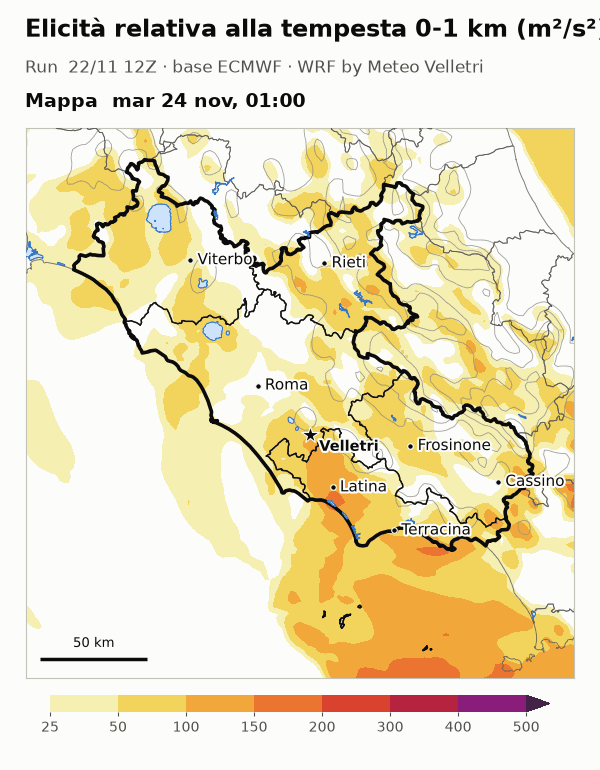 Elicità relativa alla tempesta 0-1 km (m²/s²)
Run  22/11 12Z · base ECMWF · WRF by Meteo Velletri
Mappa  mar 24 nov, 01:00
Viterbo
Rieti
Roma
Velletri
Frosinone
Latina
Cassino
Terracina
50 km
25 50 100 150 200 300 400 500